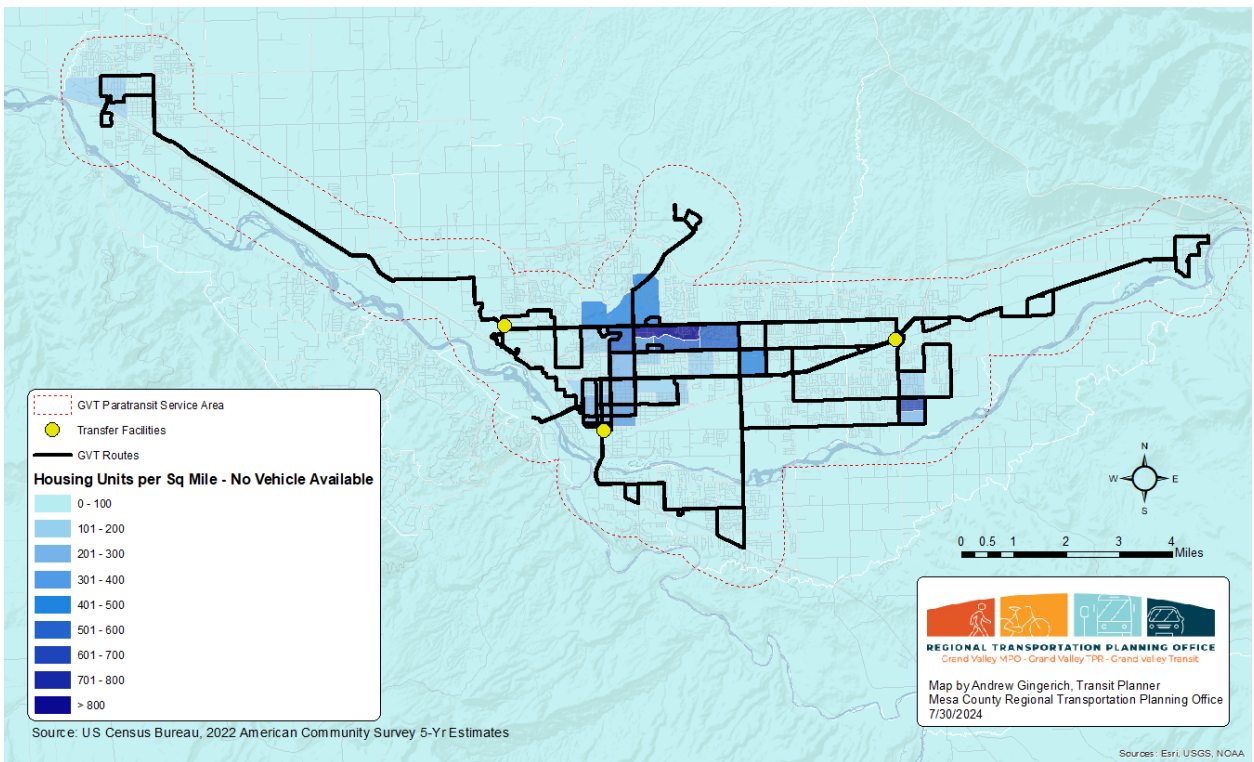 GVT Paratransit Service Area
Transfer Facilities
GVT Routes
Housing Units per Sq Mile - No Vehicle Available
0 - 100
101 - 200
201 - 300
301 - 400
401 - 500
501 - 600
601 - 700
701 - 800
> 800
Source: US Census Bureau, 2022 American Community Survey 5-Yr Estimates
N
W
E
S
0 0.5 1 2 3 4
Miles
REGIONAL TRANSPORTATION PLANNING OFFICE
Grand Valley MPO - Grand Valley TPR - Grand Valley Transit
Map by Andrew Gingerich, Transit Planner
Mesa County Regional Transportation Planning Office
7/30/2024
Sources: Esri, USGS, NOAA